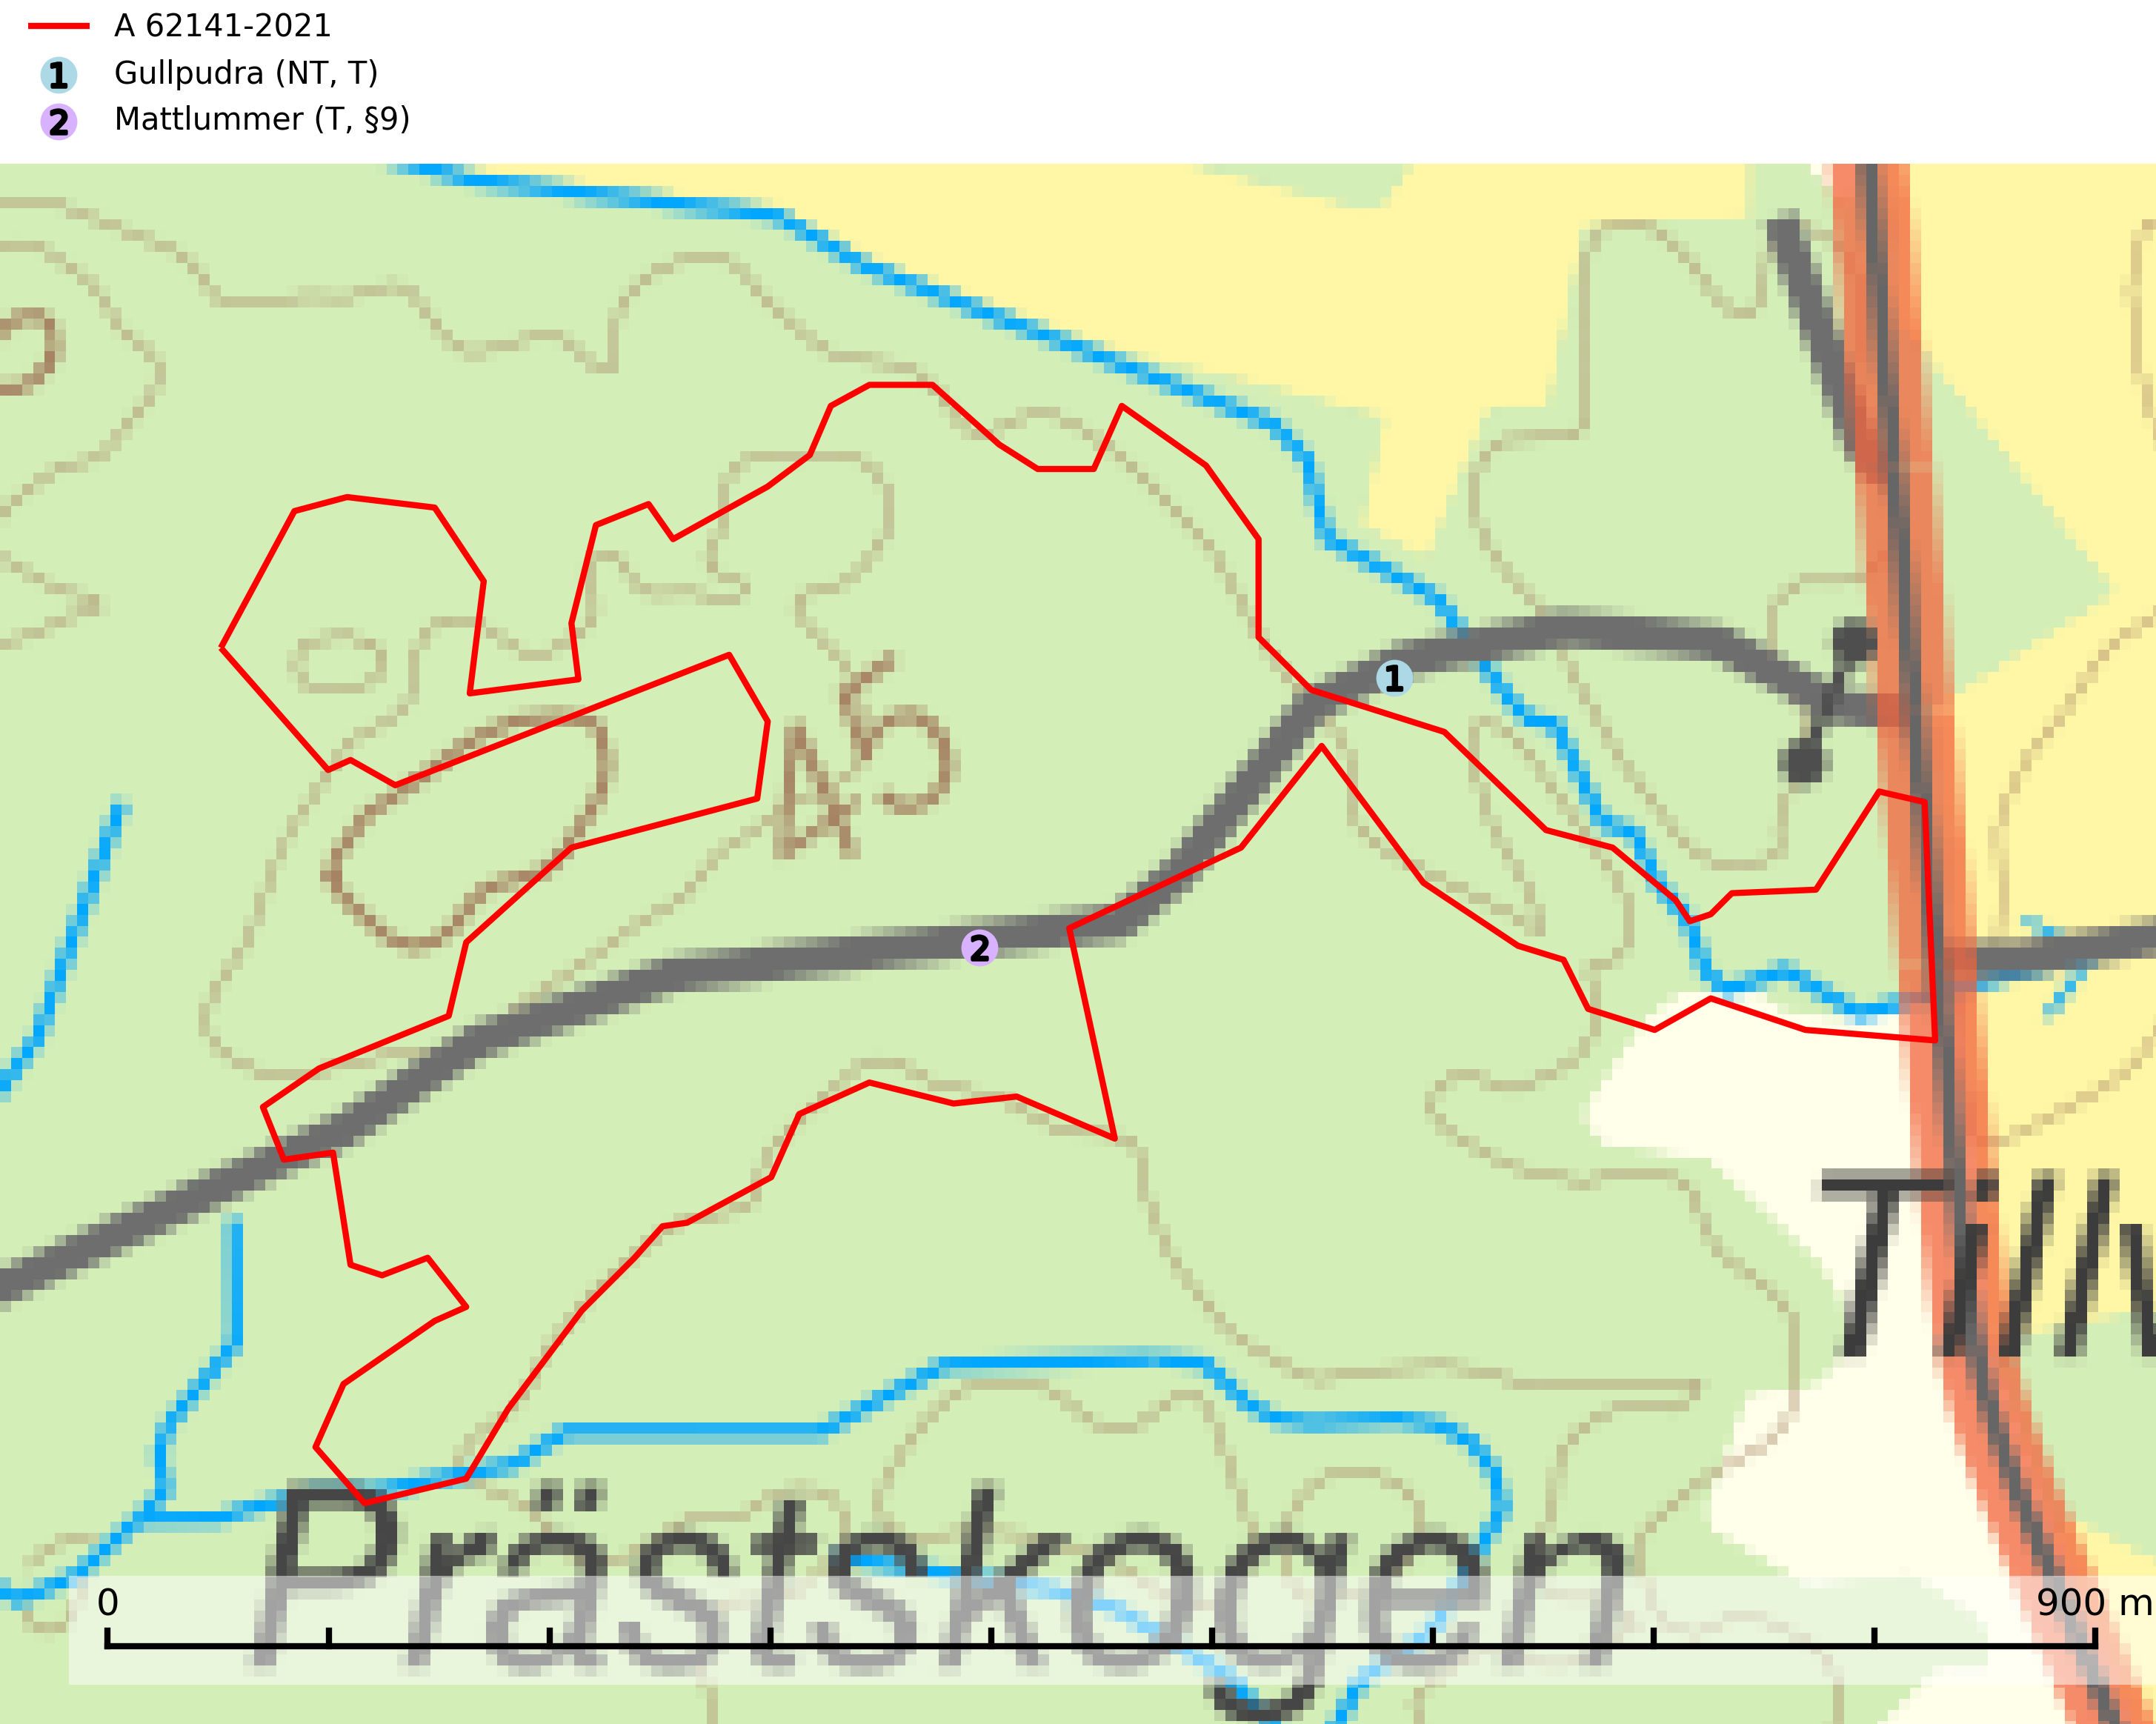 A 62141-2021
1 Gullpudra (NT, T)
2 Mattlummer (T, §9)
45
1
2
Prästskogen
0 900 m